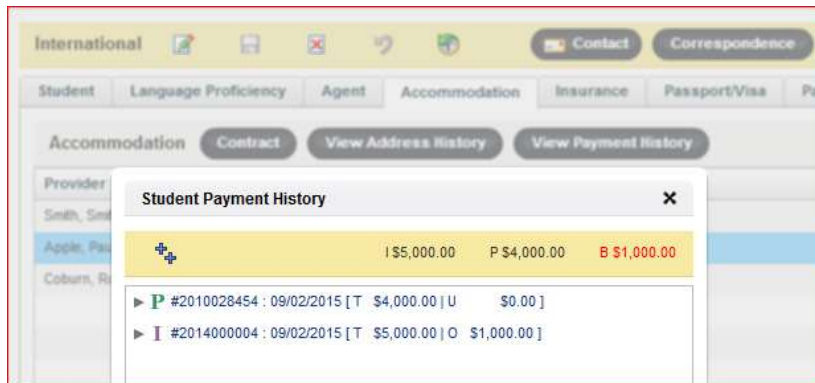 International Contact Correspondence
Student Language Proficiency Agent Accommodation Insurance Passport/Visa
Accommodation Contract View Address History View Payment History
Provider
Student Payment History
Smith,
Apple,
I $5,000.00 P $4,000.00 B $1,000.00
Coburn,
P #2010028454 : 09/02/2015 [ T $4,000.00 | U $0.00 ]
I #2014000004 : 09/02/2015 [ T $5,000.00 | O $1,000.00 ]